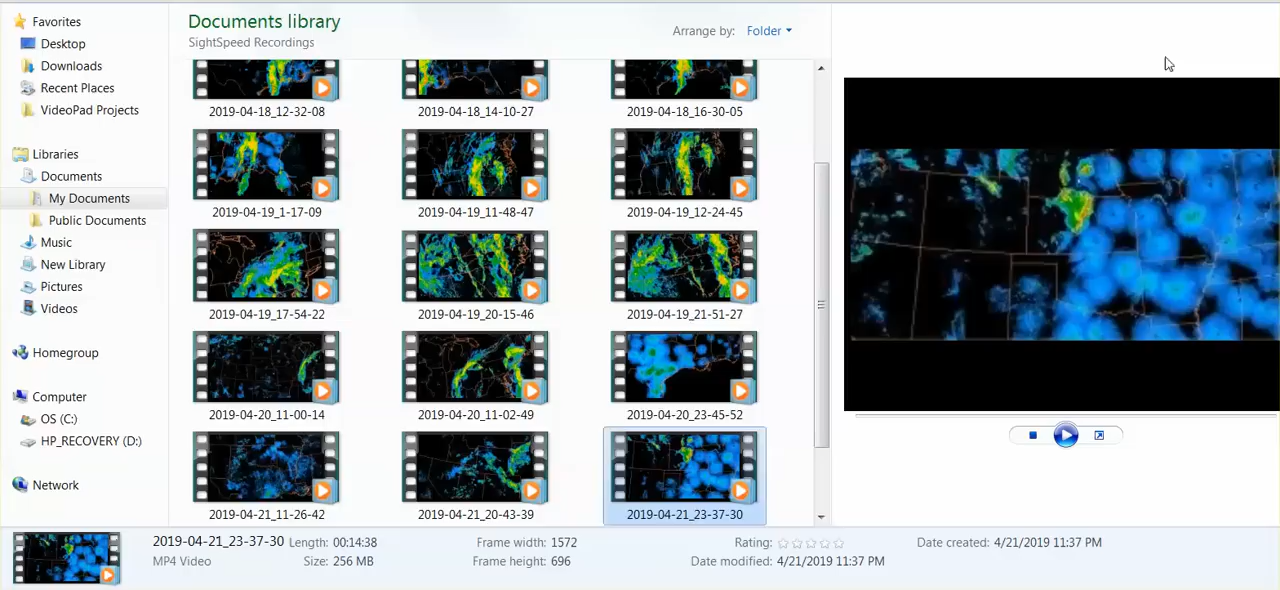 Favorites
Desktop
Downloads
Recent Places
VideoPad Projects
Libraries
Documents
My Documents
Public Documents
Music
New Library
Pictures
Videos
Homegroup
Computer
OS (C:)
HP_RECOVERY (D:)
Network
Documents library
SightSpeed Recordings
Arrange by: Folder
2019-04-18_12-32-08
2019-04-18_14-10-27
2019-04-18_16-30-05
2019-04-19_1-17-09
2019-04-19_11-48-47
2019-04-19_12-24-45
2019-04-19_17-54-22
2019-04-19_20-15-46
2019-04-19_21-51-27
2019-04-20_11-00-14
2019-04-20_11-02-49
2019-04-20_23-45-52
2019-04-21_11-26-42
2019-04-21_20-43-39
2019-04-21_23-37-30
2019-04-21_23-37-30 Length: 00:14:38 Frame width: 1572 Rating: Date created: 4/21/2019 11:37 PM
MP4 Video Size: 256 MB Frame height: 696 Date modified: 4/21/2019 11:37 PM